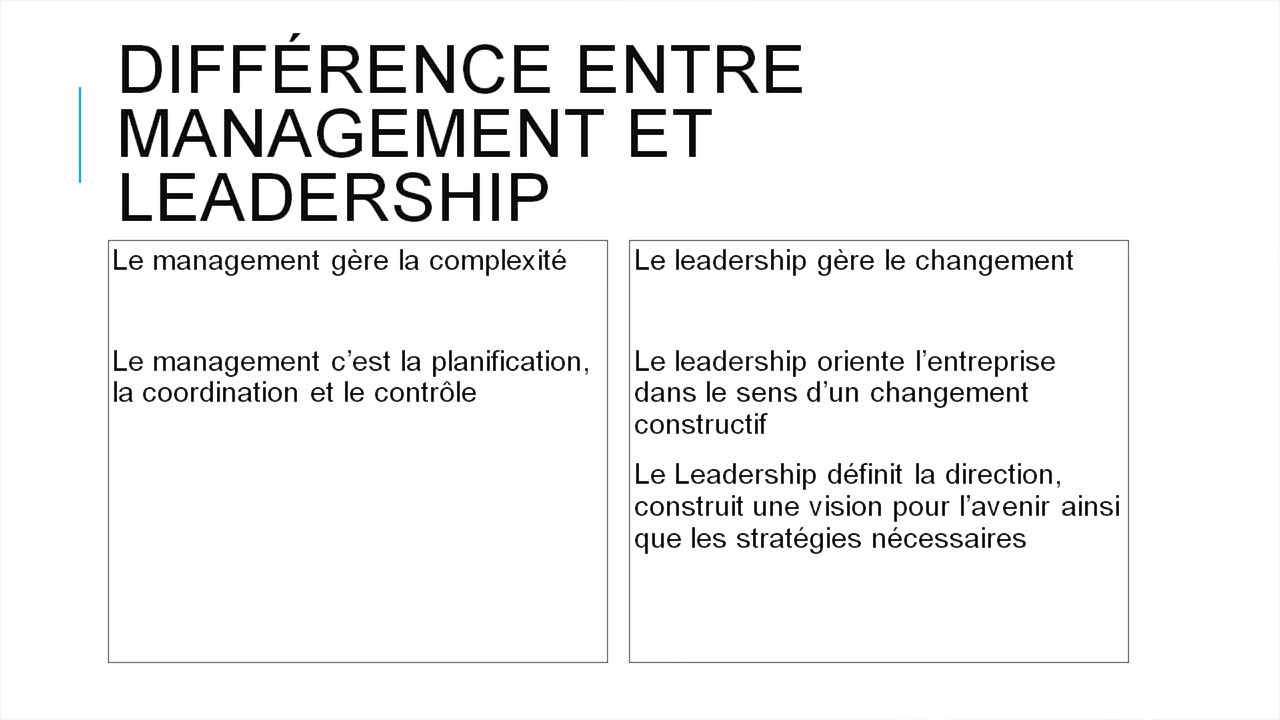 DIFFÉRENCE ENTRE
MANAGEMENT ET
LEADERSHIP
Le management gère la complexité
Le management c’est la planification,
la coordination et le contrôle
Le leadership gère le changement
Le leadership oriente l’entreprise
dans le sens d’un changement
constructif
Le Leadership définit la direction,
construit une vision pour l’avenir ainsi
que les stratégies nécessaires